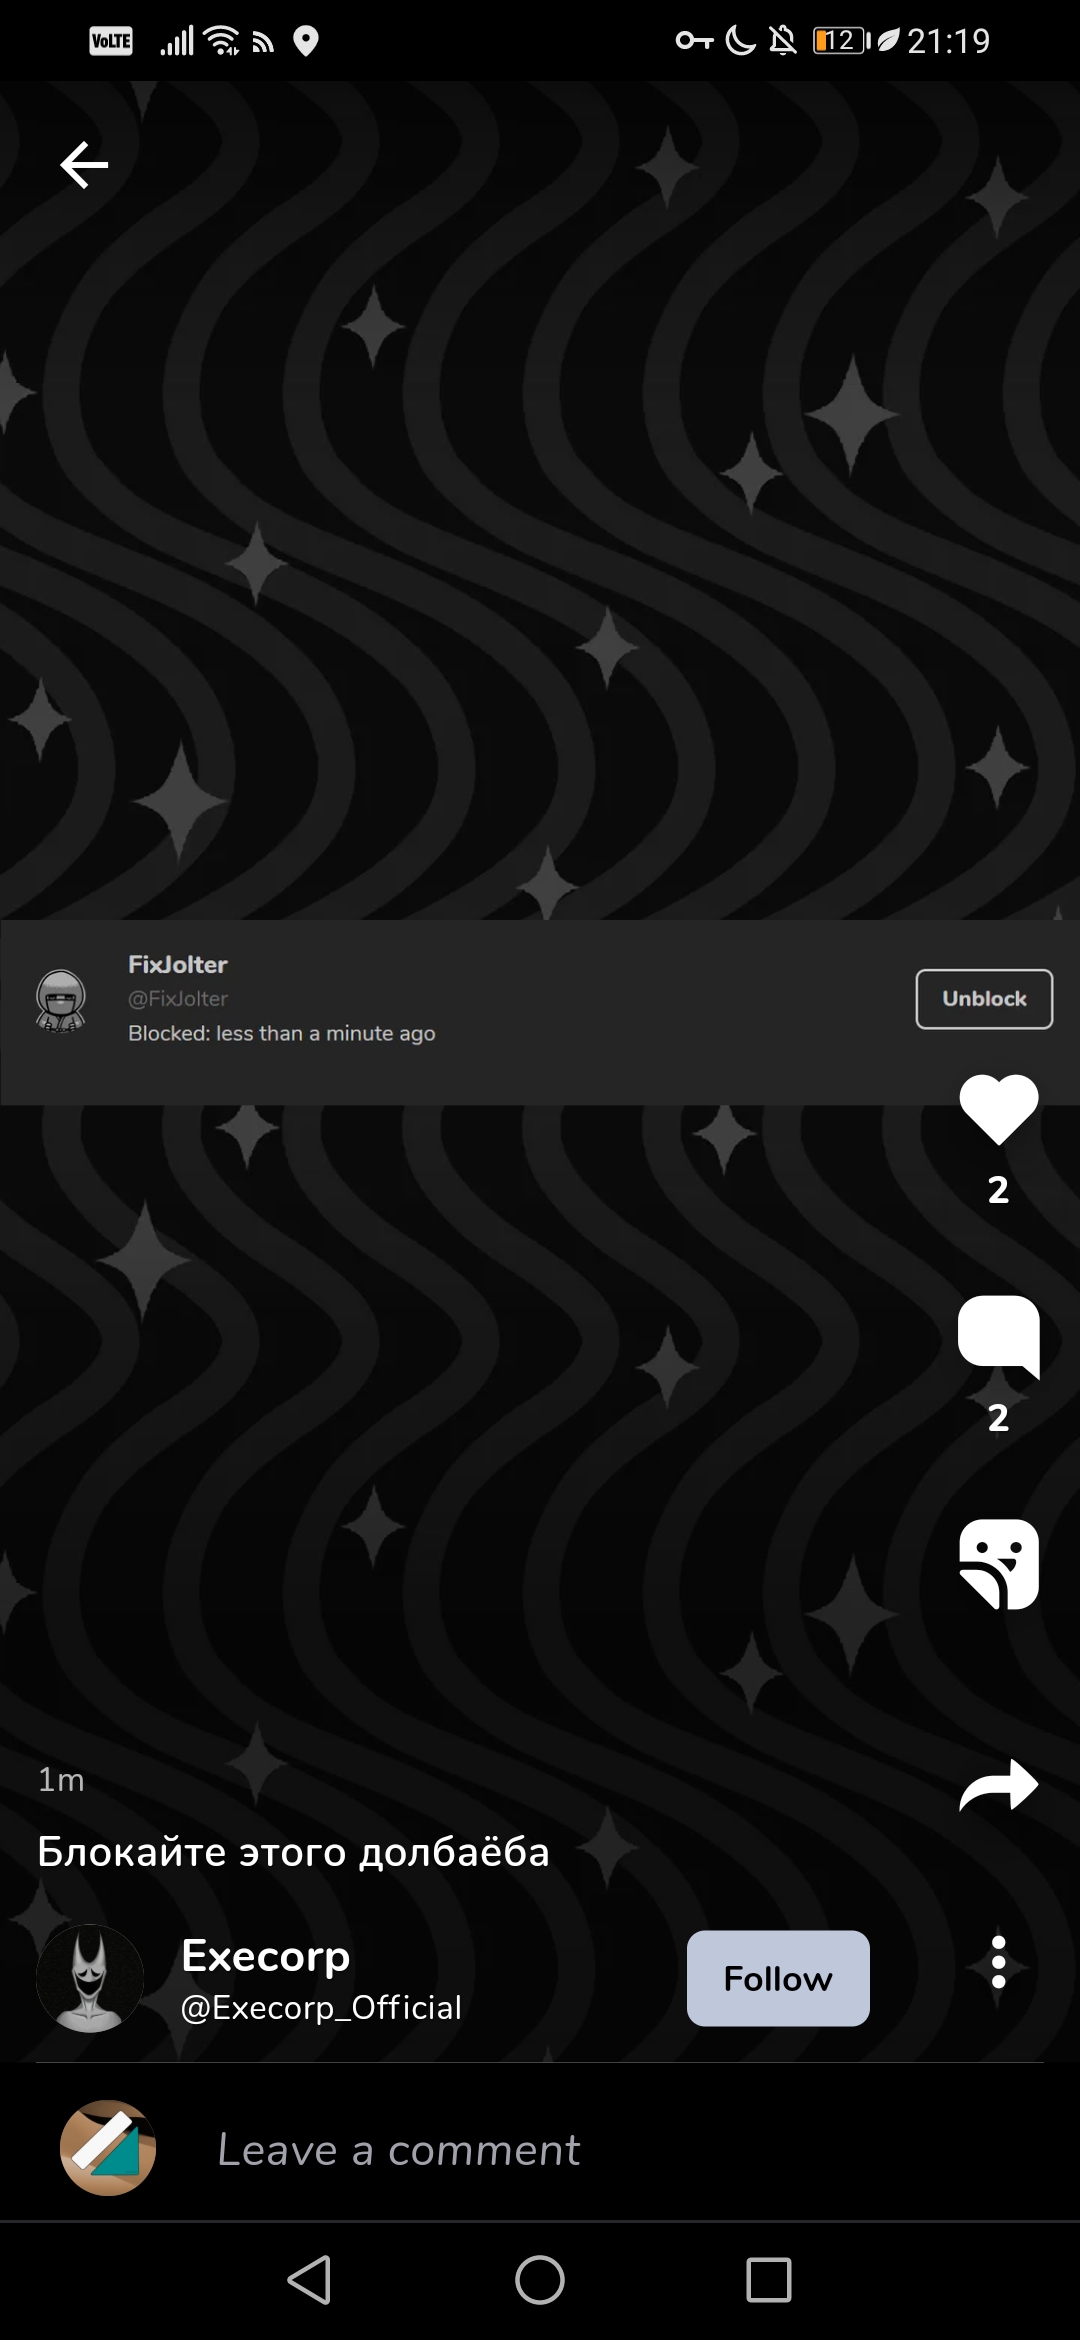 VoLTE
12
21:19
FixJolter
@FixJolter
Blocked: less than a minute ago
Unblock
2
2
1m
Блокайте этого долбаёба
Execorp
@Execorp_Official
Follow
Leave a comment